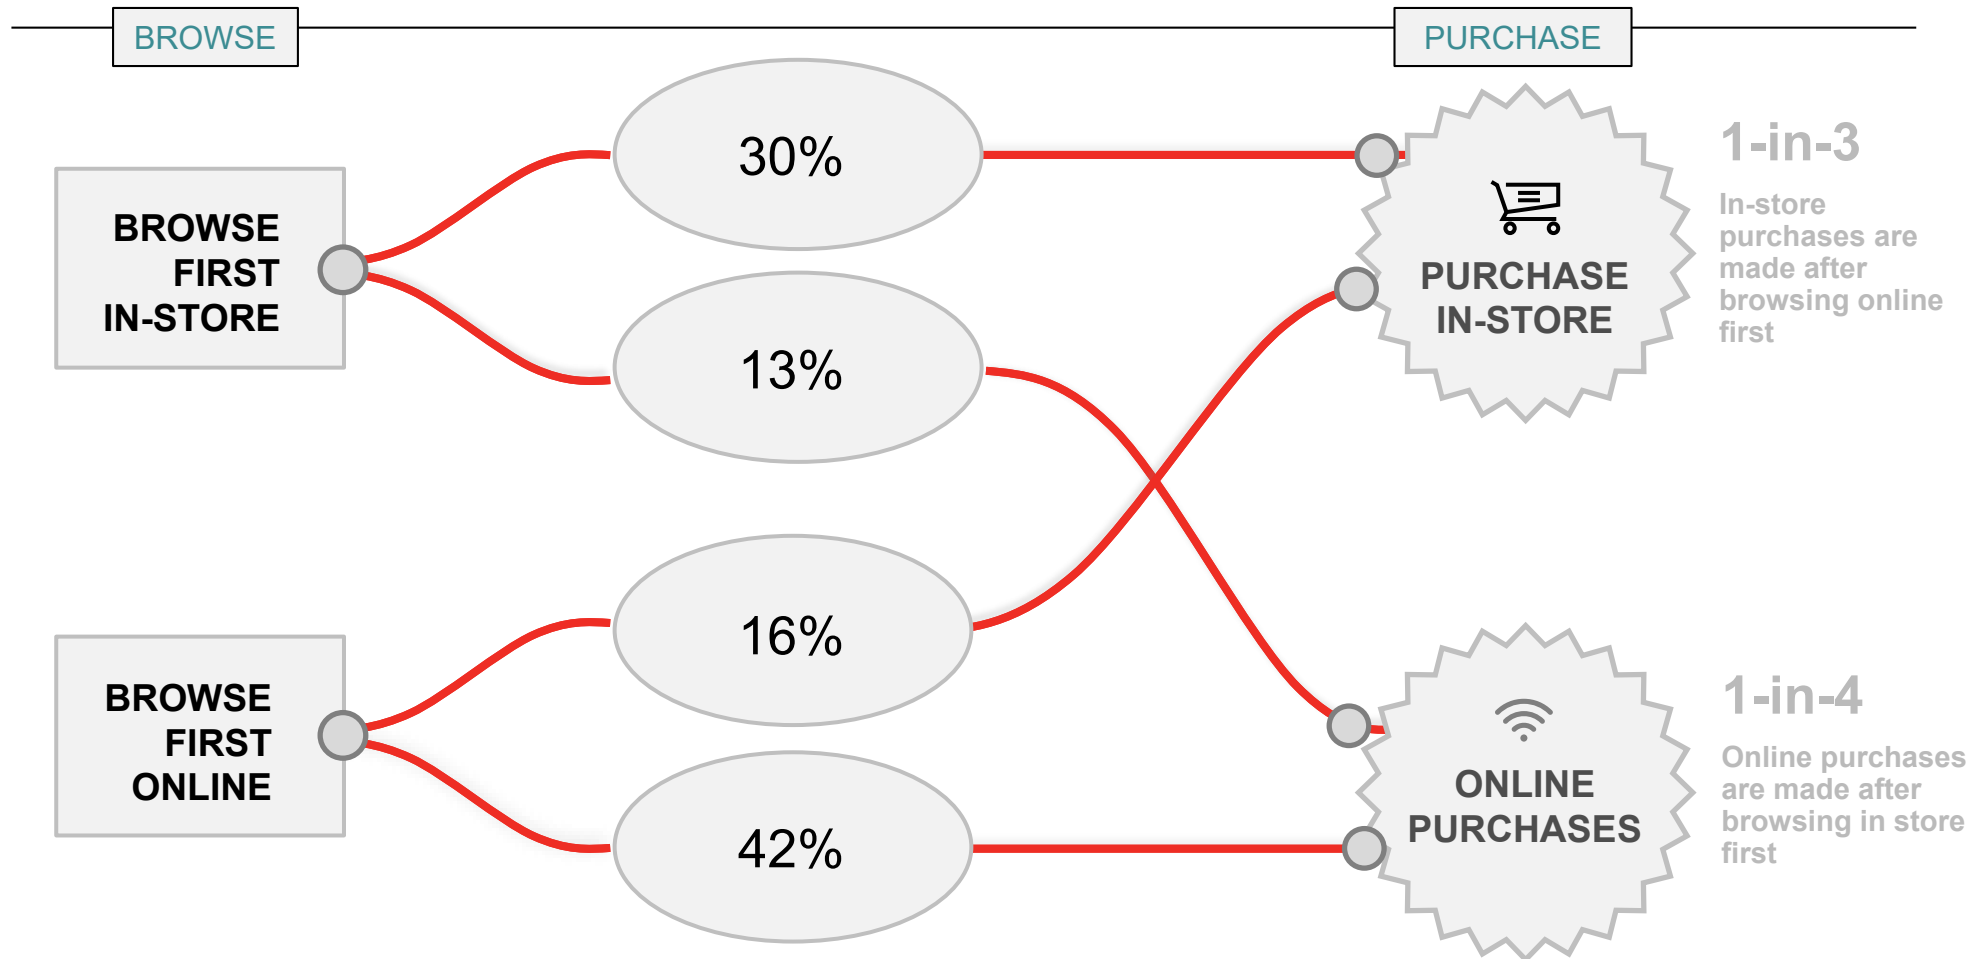 BROWSE
PURCHASE
BROWSE
FIRST
IN-STORE
30%
13%
PURCHASE
IN-STORE
1-in-3
In-store
purchases are
made after
browsing online
first
BROWSE
FIRST
ONLINE
16%
42%
ONLINE
PURCHASES
1-in-4
Online purchases
are made after
browsing in store
first